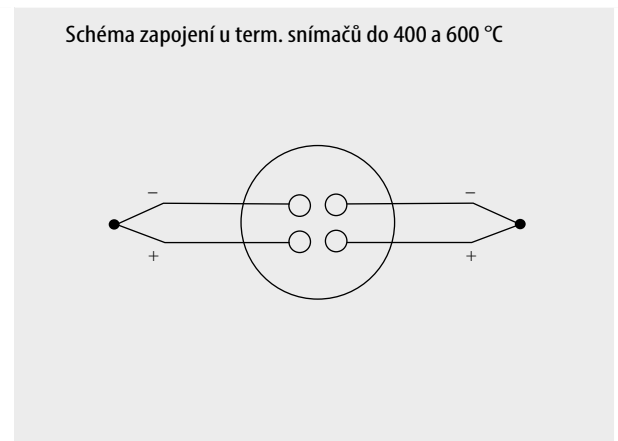 Schéma zapojení u term. snímačů do 400 a 600 °C
– –
+ +